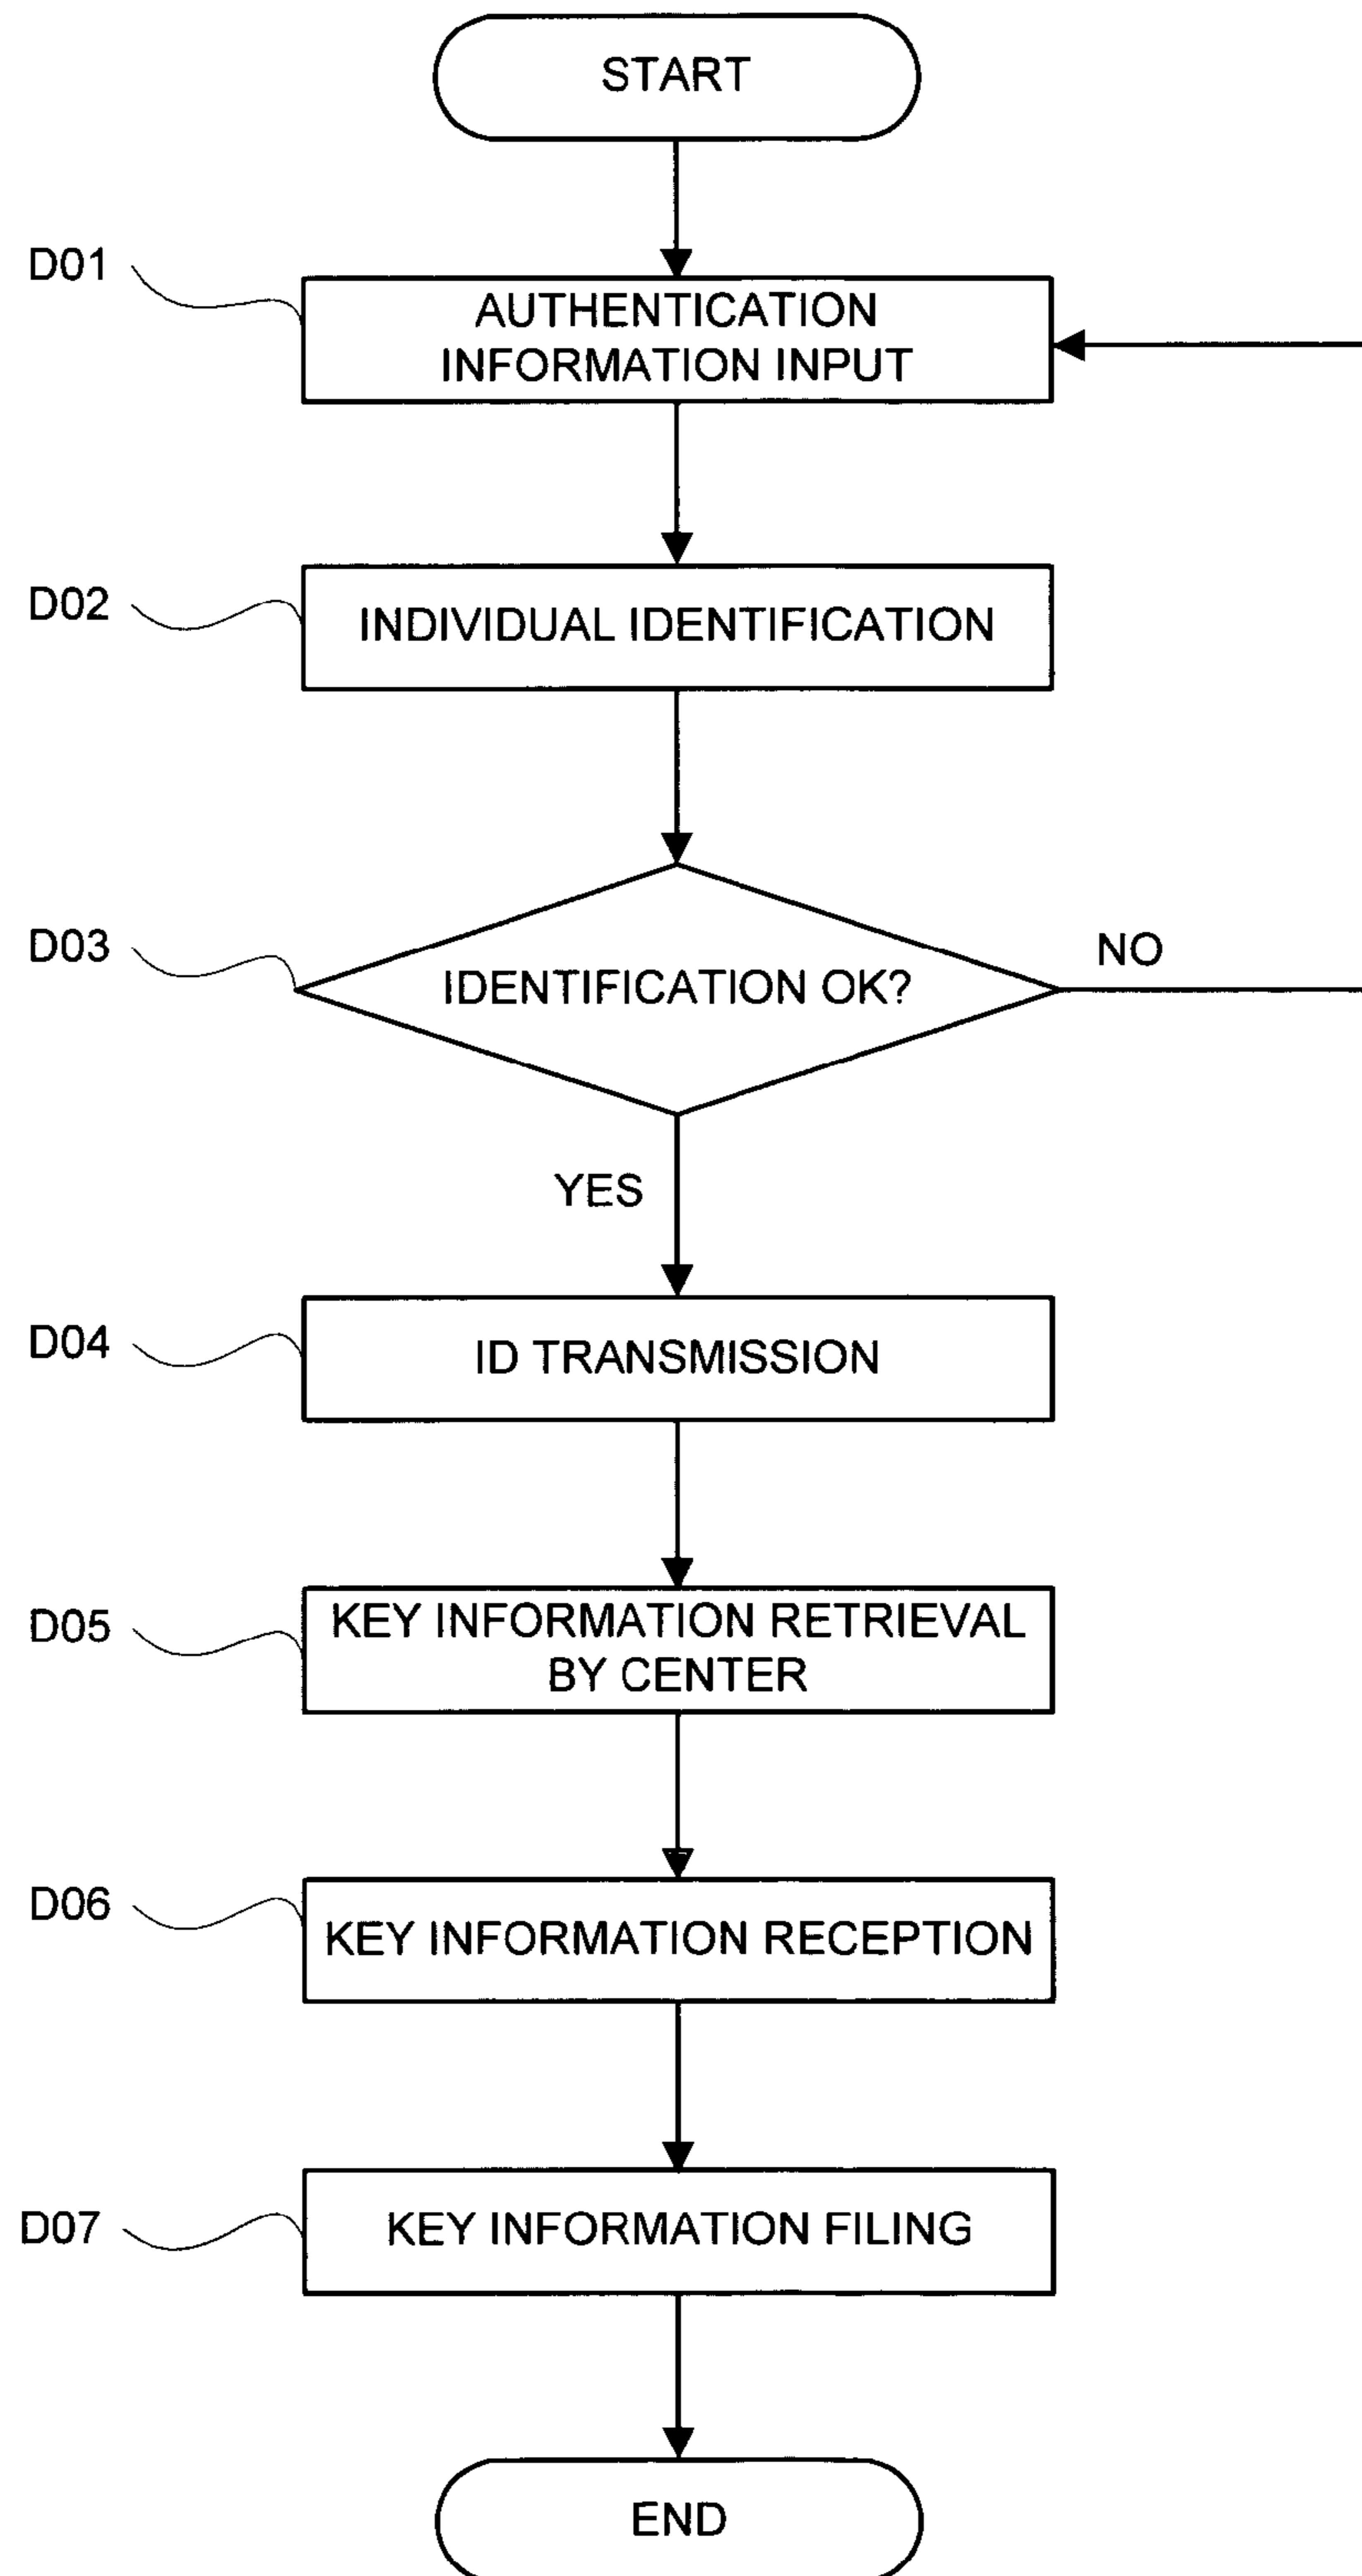 START
D01
AUTHENTICATION
INFORMATION INPUT
D02
INDIVIDUAL IDENTIFICATION
D03
IDENTIFICATION OK?
NO
YES
D04
ID TRANSMISSION
D05
KEY INFORMATION RETRIEVAL
BY CENTER
D06
KEY INFORMATION RECEPTION
D07
KEY INFORMATION FILING
END